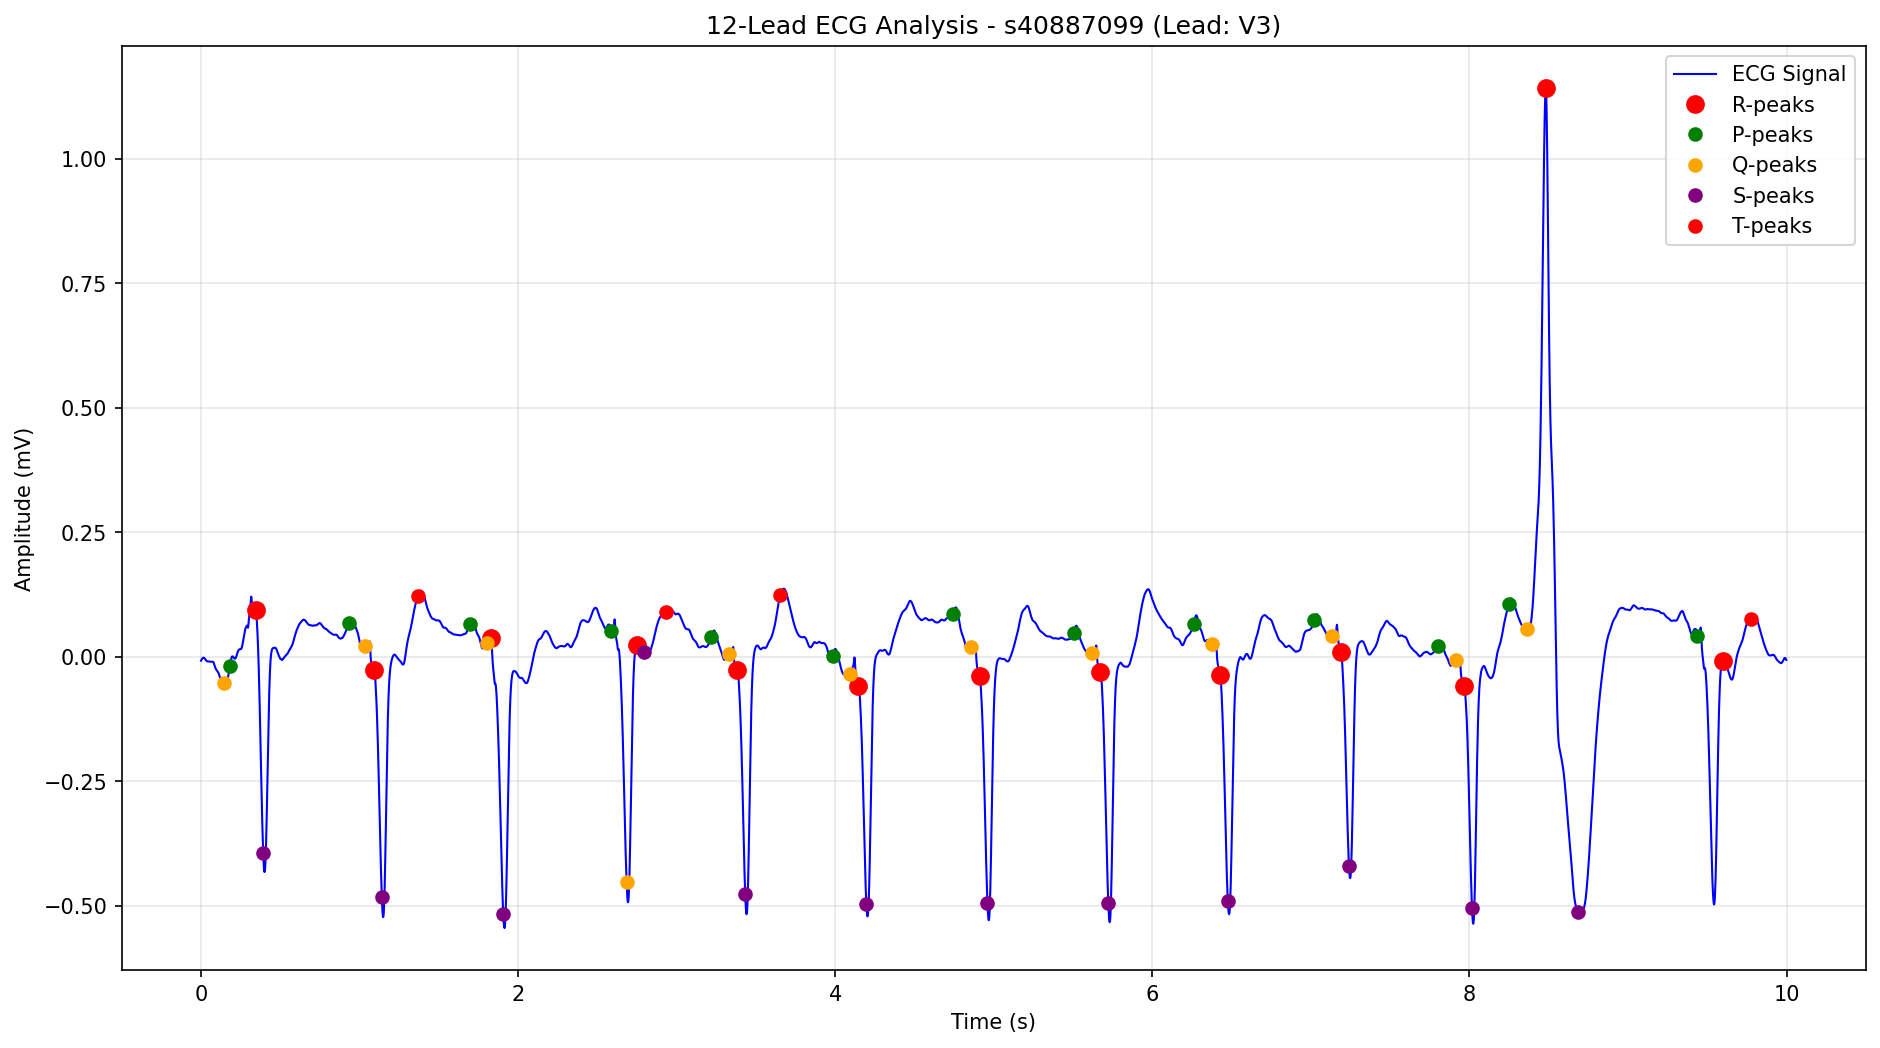 12-Lead ECG Analysis - s40887099 (Lead: V3)
ECG Signal
R-peaks
P-peaks
Q-peaks
S-peaks
T-peaks
Amplitude (mV)
1.00
0.75
0.50
0.25
0.00
−0.25
−0.50
0 2 4 6 8 10
Time (s)